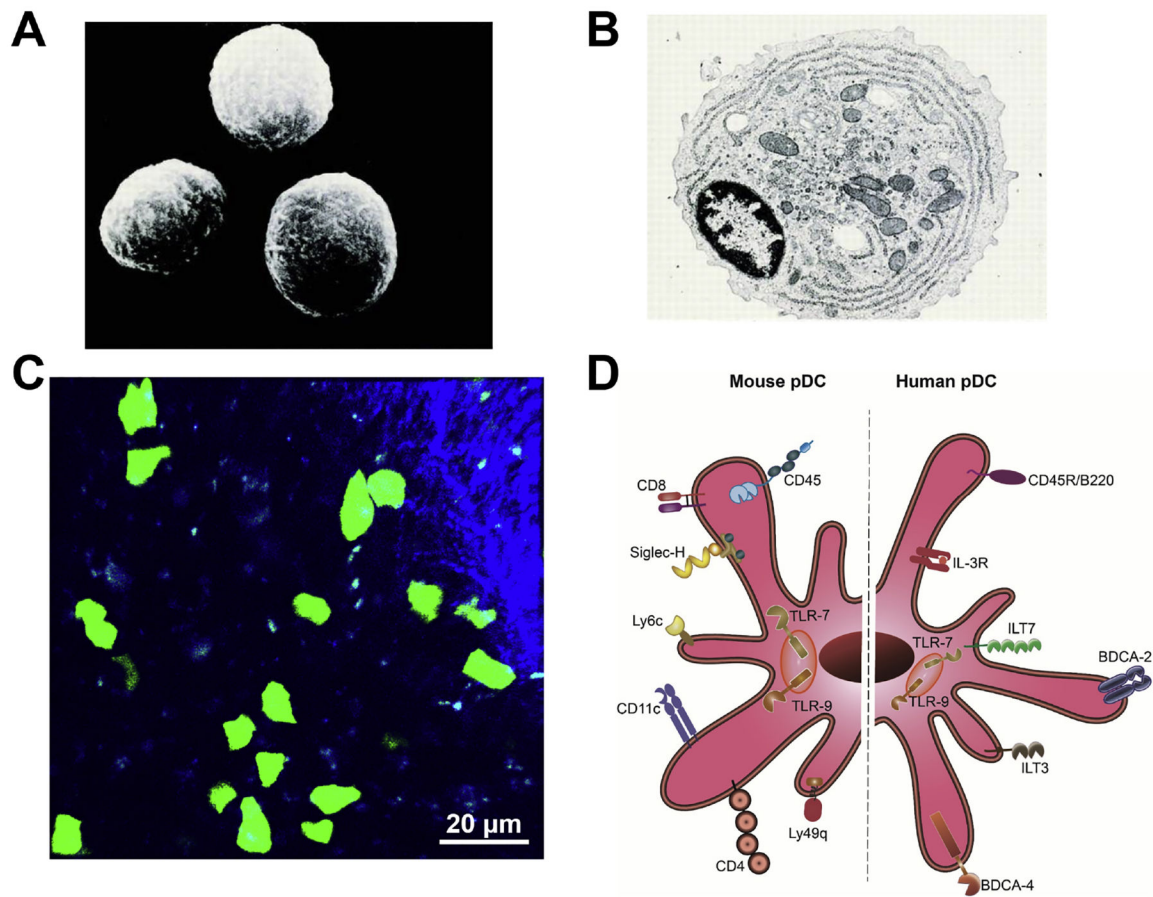 A
B
C
20 µm
D
Mouse pDC
Human pDC
CD8
CD45
CD45R/B220
Siglec-H
IL-3R
Ly6c
TLR-7
TLR-7
ILT7
BDCA-2
CD11c
TLR-9
TLR-9
ILT3
Ly49q
CD4
BDCA-4